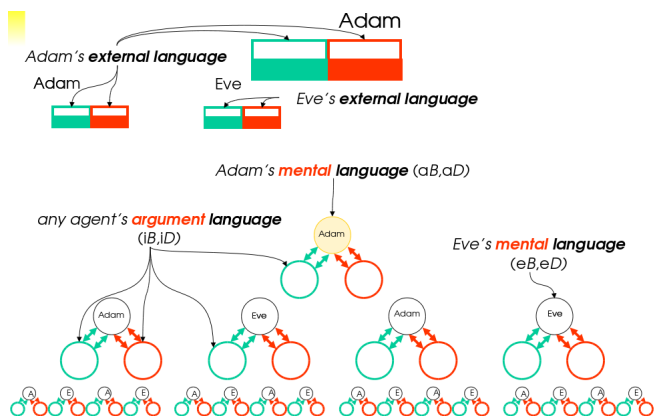 Adam
Adam's external language
Adam
Eve
Eve's external language
Adam's mental language (aB,aD)
any agent's argument language
(iB,iD)
Adam
Eve's mental language
(eB,eD)
Adam
Eve
Adam
Eve
A E A E A E A E A E A E A E A E